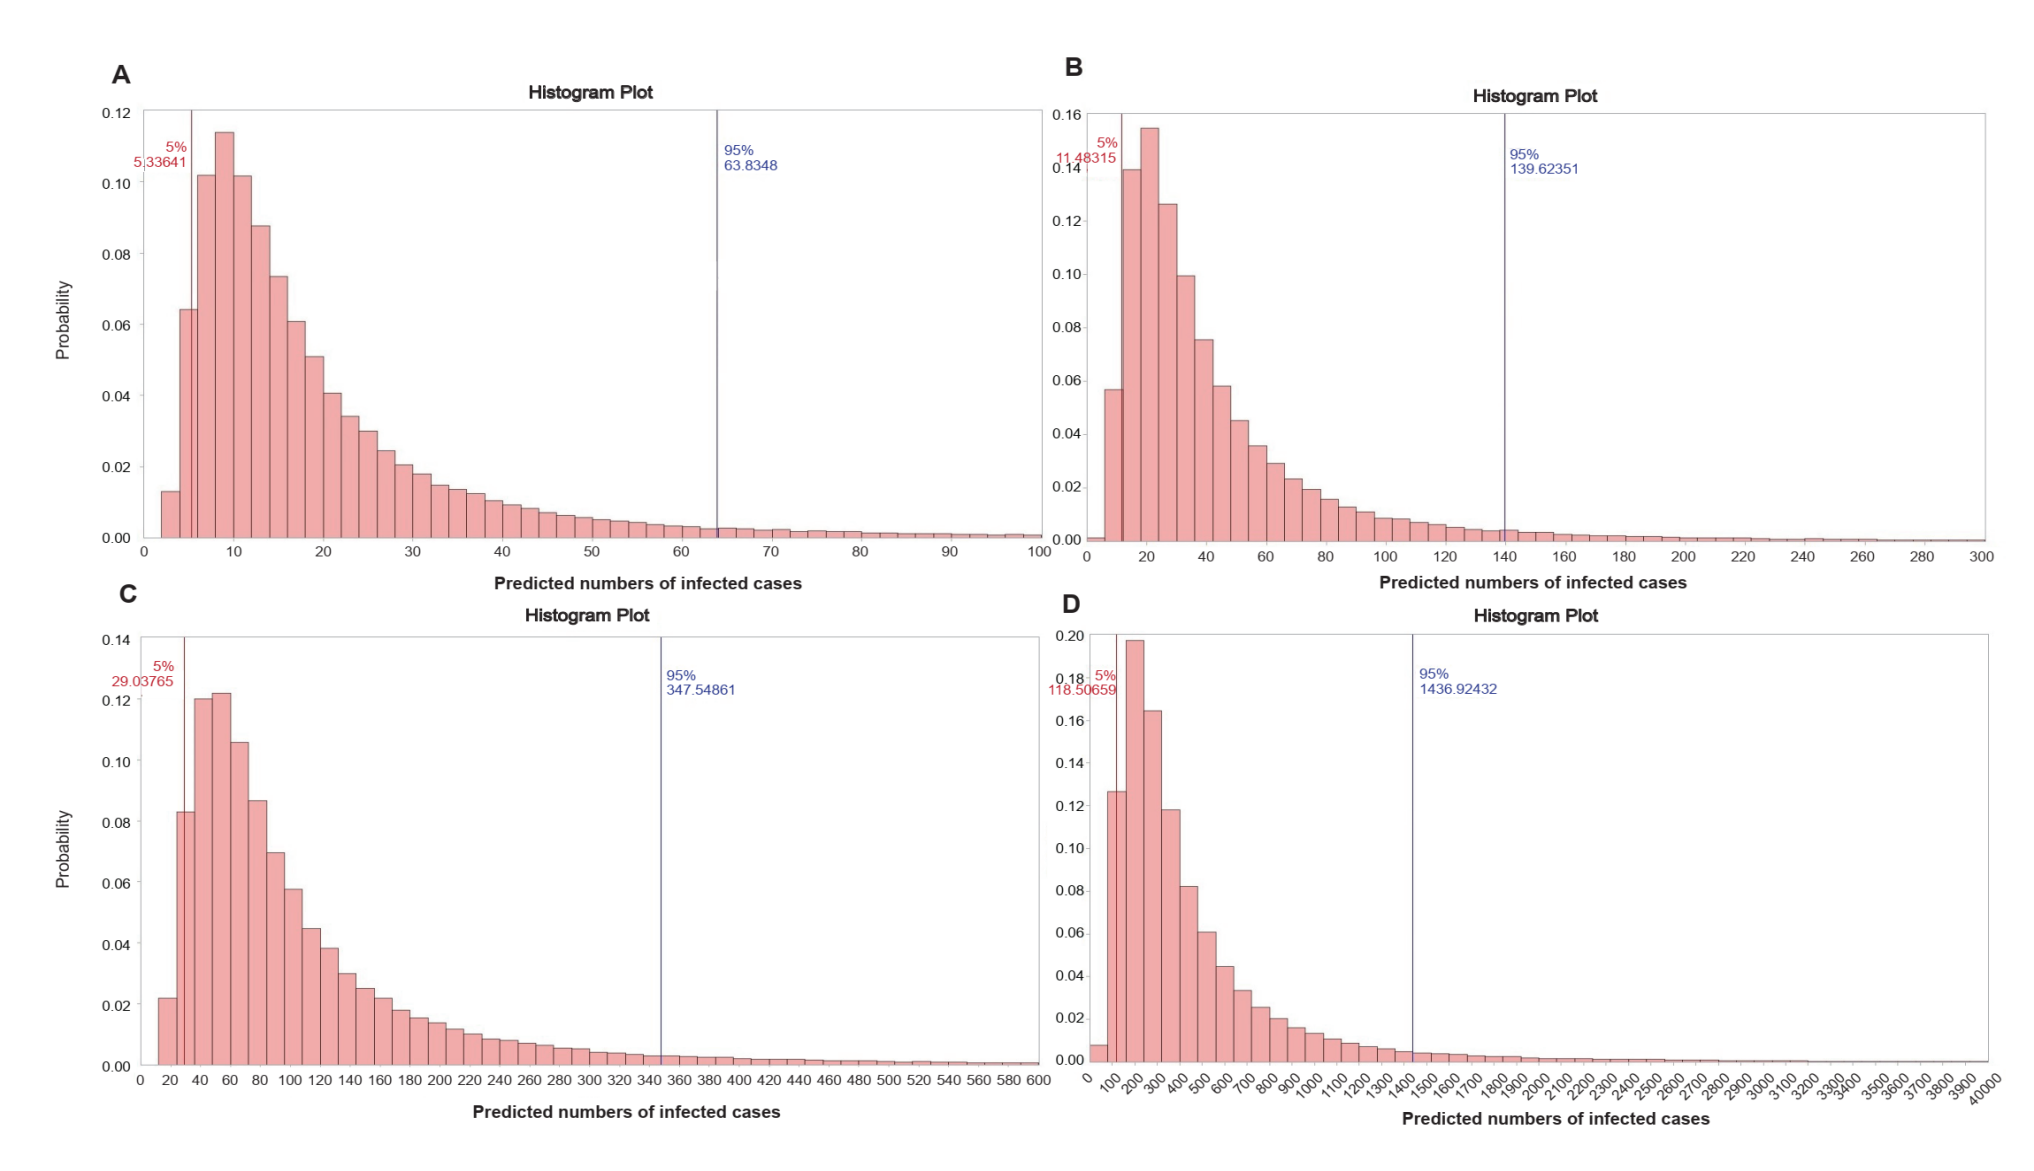 A
Histogram Plot
0.12
0.10
0.08
0.06
0.04
0.02
0.00
Probability
5%
5.33641
95%
63.8348
0 10 20 30 40 50 60 70 80 90 100
Predicted numbers of infected cases
B
Histogram Plot
0.16
0.14
0.12
0.10
0.08
0.06
0.04
0.02
0.00
5%
11.48315
95%
139.62351
0 20 40 60 80 100 120 140 160 180 200 220 240 260 280 300
Predicted numbers of infected cases
C
Histogram Plot
0.14
0.12
0.10
0.08
0.06
0.04
0.02
0.00
Probability
5%
29.03765
95%
347.54861
0 20 40 60 80 100 120 140 160 180 200 220 240 260 280 300 320 340 360 380 400 420 440 460 480 500 520 540 560 580 600
Predicted numbers of infected cases
D
Histogram Plot
0.20
0.18
0.16
0.14
0.12
0.10
0.08
0.06
0.04
0.02
0.00
5%
118.50659
95%
1436.92432
0 100 200 300 400 500 600 700 800 900 1000 1100 1200 1300 1400 1500 1600 1700 1800 1900 2000 2100 2200 2300 2400 2500 2600 2700 2800 2900 3000 3100 3200 3300 3400 3500 3600 3700 3800 3900 40000
Predicted numbers of infected cases